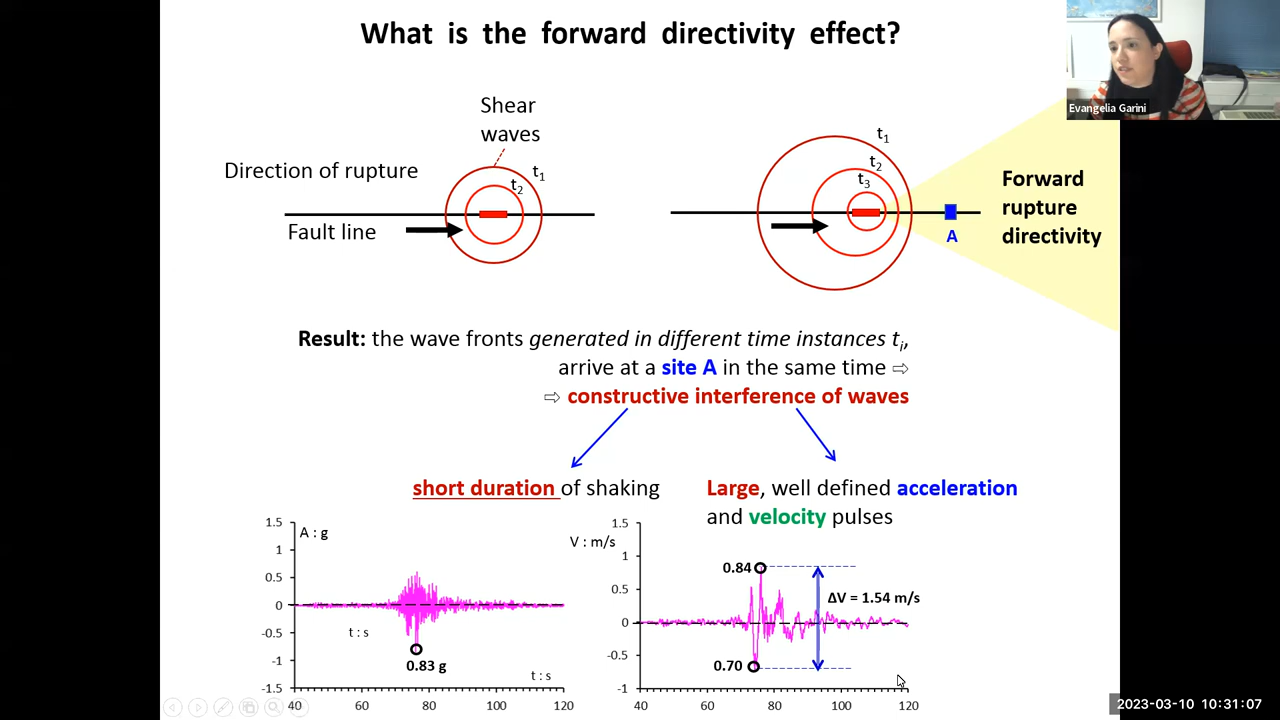 What is the forward directivity effect?
Evangelia Garini
Shear
waves
Direction of rupture
t1
t2
Fault line
t1
t2
t3
A
Forward
rupture
directivity
Result: the wave fronts generated in different time instances ti,
arrive at a site A in the same time ⇨
⇨ constructive interference of waves
short duration of shaking
Large, well defined acceleration
and velocity pulses
A : g
1.5
1
0.5
0
-0.5
-1
-1.5
t : s
0.83 g
t : s
40
60
80
100
120
V : m/s
1.5
1
0.5
0
-0.5
-1
0.84
ΔV = 1.54 m/s
0.70
40
60
80
100
120
2023-03-10 10:31:07